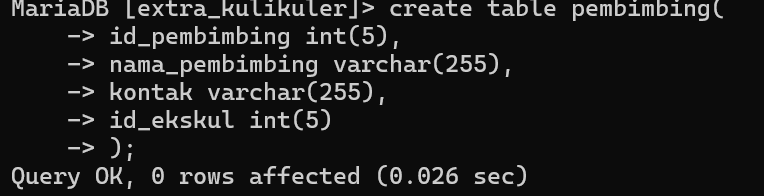 MariaDB [extra_kulikuler]> create table pembimbing(
    -> id_pembimbing int(5),
    -> nama_pembimbing varchar(255),
    -> kontak varchar(255),
    -> id_ekskul int(5)
    -> );
Query OK, 0 rows affected (0.026 sec)